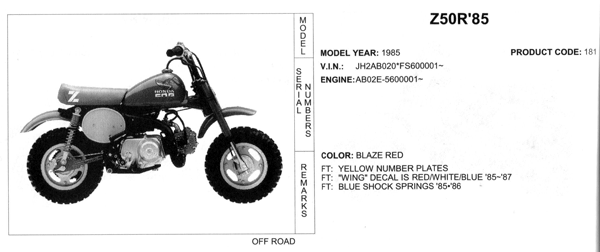 Z50R'85
MODEL
MODEL YEAR: 1985
PRODUCT CODE: 181
V.I.N.: JH2AB020*FS600001~
SERIAL NUMBERS
ENGINE: AB02E-5600001~
Z
HONDA
REMARKS
COLOR: BLAZE RED
FT: YELLOW NUMBER PLATES
FT: "WING" DECAL IS RED/WHITE/BLUE '85~'87
FT: BLUE SHOCK SPRINGS '85•'86
OFF ROAD